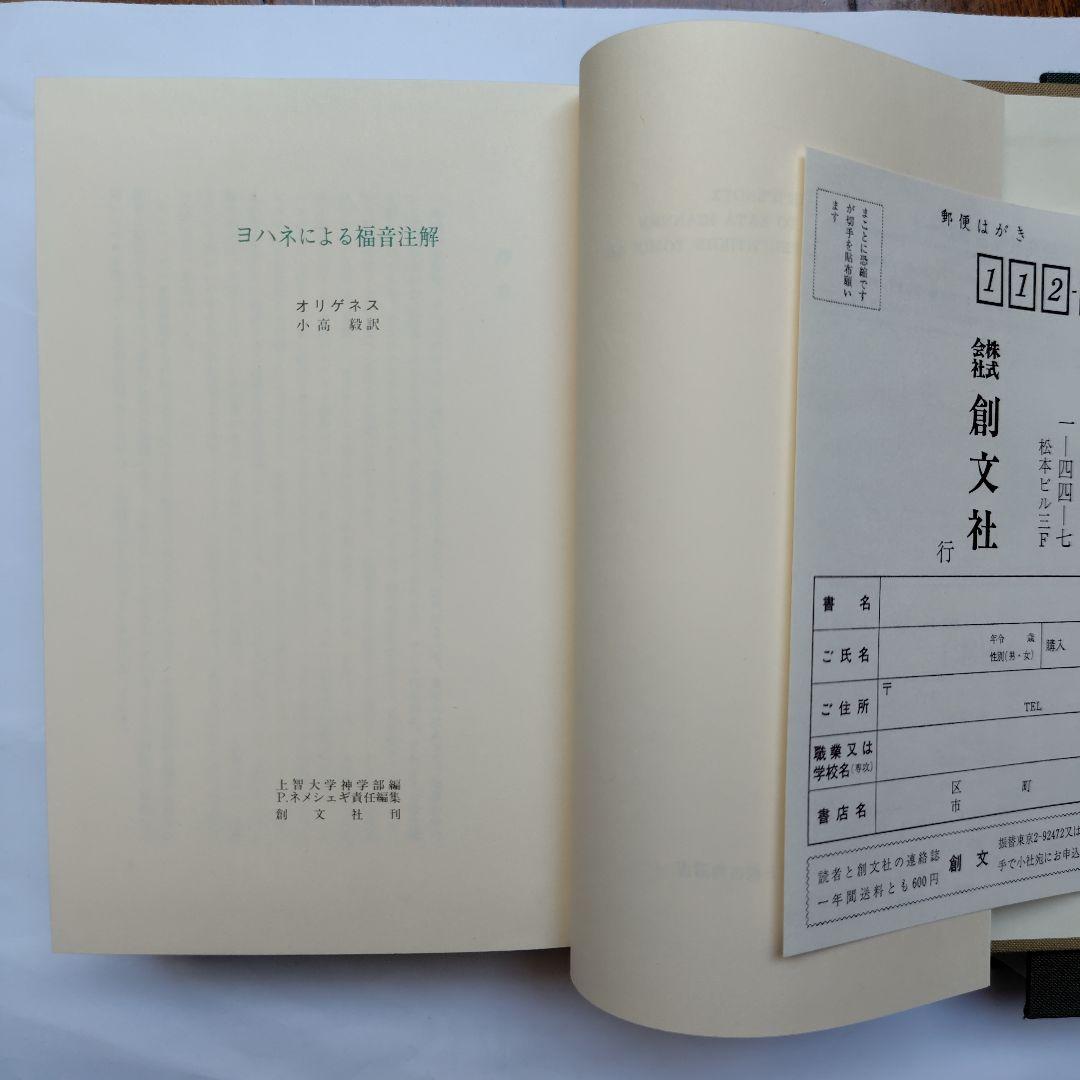 ヨハネによる福音注解
オリゲネス
小高 毅訳
上智大学神学部編
P.ネメシェギ責任編集
創文社刊
郵便はがき
まことに恐縮です
が切手を貼布願い
ます
112-
一―四四―七
松本ビル三F
株式会社 創文社
行
書名
ご氏名
年令 歳
性別(男・女)
購入
ご住所
〒
TEL
職業又は
学校名(専攻)
書店名
区 町
市
読者と創文社の連絡誌
一年間送料とも600円
創文
振替東京2-92472又は
手で小社宛にお申込